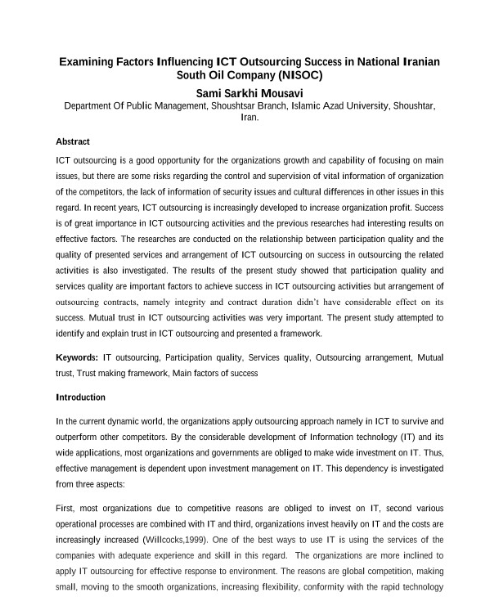 Examining Factors Influencing ICT Outsourcing Success in National Iranian
South Oil Company (NISOC)
Sami Sarkhi Mousavi
Department Of Public Management, Shoushtsar Branch, Islamic Azad University, Shoushtar,
Iran.
Abstract
ICT outsourcing is a good opportunity for the organizations growth and capability of focusing on main
issues, but there are some risks regarding the control and supervision of vital information of organization
of the competitors, the lack of information of security issues and cultural differences in other issues in this
regard. In recent years, ICT outsourcing is increasingly developed to increase organization profit. Success
is of great importance in ICT outsourcing activities and the previous researches had interesting results on
effective factors. The researches are conducted on the relationship between participation quality and the
quality of presented services and arrangement of ICT outsourcing on success in outsourcing the related
activities is also investigated. The results of the present study showed that participation quality and
services quality are important factors to achieve success in ICT outsourcing activities but arrangement of
outsourcing contracts, namely integrity and contract duration didn't have considerable effect on its
success. Mutual trust in ICT outsourcing activities was very important. The present study attempted to
identify and explain trust in ICT outsourcing and presented a framework.
Keywords: IT outsourcing, Participation quality, Services quality, Outsourcing arrangement, Mutual
trust, Trust making framework, Main factors of success
Introduction
In the current dynamic world, the organizations apply outsourcing approach namely in ICT to survive and
outperform other competitors. By the considerable development of Information technology (IT) and its
wide applications, most organizations and governments are obliged to make wide investment on IT. Thus,
effective management is dependent upon investment management on IT. This dependency is investigated
from three aspects:
First, most organizations due to competitive reasons are obliged to invest on IT, second various
operational processes are combined with IT and third, organizations invest heavily on IT and the costs are
increasingly increased (Willcocks,1999). One of the best ways to use IT is using the services of the
companies with adequate experience and skill in this regard. The organizations are more inclined to
apply IT outsourcing for effective response to environment. The reasons are global competition, making
small, moving to the smooth organizations, increasing flexibility, conformity with the rapid technology